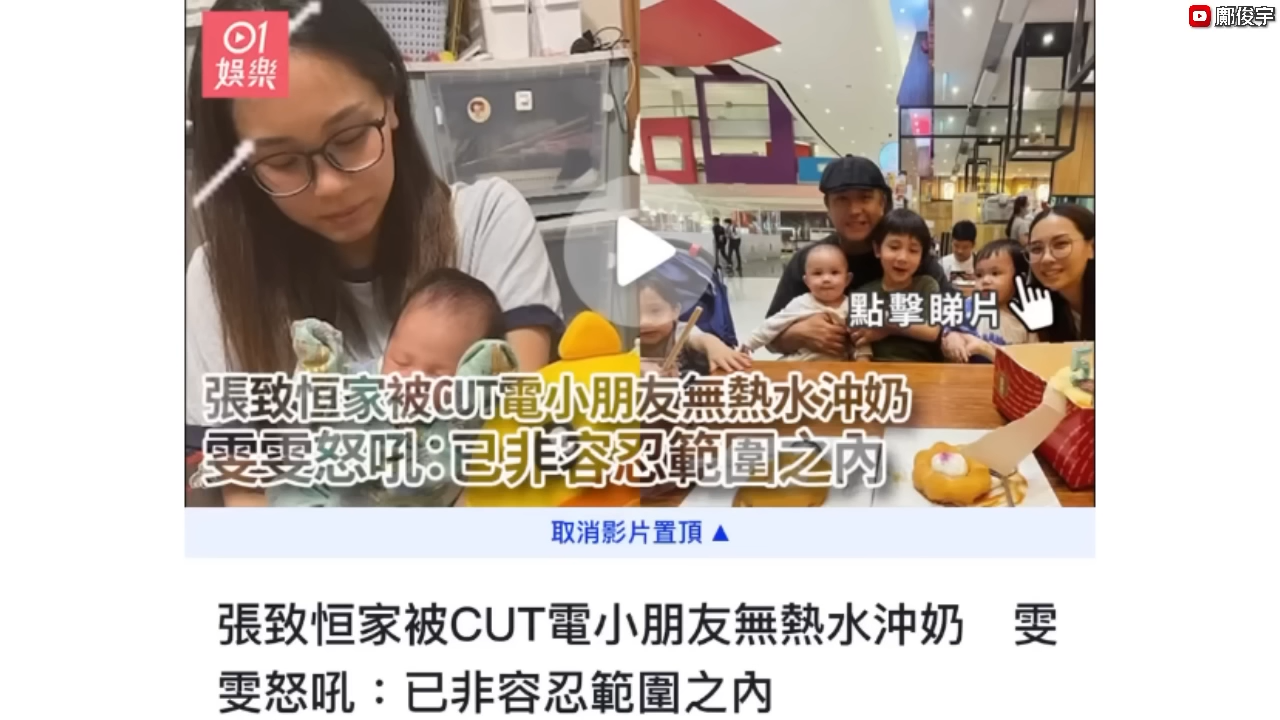 鄺俊宇
01
娛樂
點擊睇片
張致恒家被CUT電小朋友無熱水沖奶
雯雯怒吼：已非容忍範圍之內
取消影片置頂 ▲
張致恒家被CUT電小朋友無熱水沖奶　雯
雯怒吼：已非容忍範圍之內